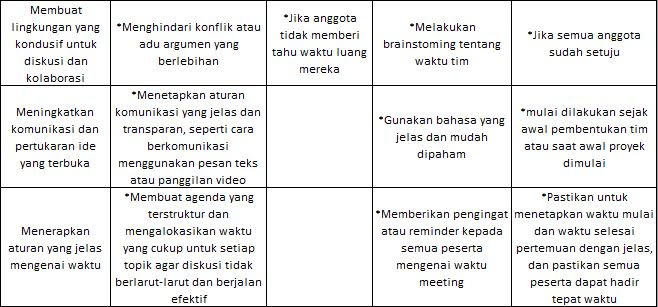 Membuat
lingkungan yang
kondusif untuk
diskusi dan
kolaborasi
*Menghindari konflik atau
adu argumen yang
berlebihan
*Jika anggota
tidak memberi
tahu waktu luang
mereka
*Melakukan
brainstoming tentang
waktu tim
*Jika semua anggota
sudah setuju
Meningkatkan
komunikasi dan
pertukaran ide
yang terbuka
*Menetapkan aturan
komunikasi yang jelas dan
transparan, seperti cara
berkomunikasi
menggunakan pesan teks
atau panggilan video
*Gunakan bahasa yang
jelas dan mudah
dipaham
*mulai dilakukan sejak
awal pembentukan tim
atau saat awal proyek
dimulai
Menerapkan
aturan yang jelas
mengenai waktu
*Membuat agenda yang
terstruktur dan
mengalokasikan waktu
yang cukup untuk setiap
topik agar diskusi tidak
berlarut-larut dan berjalan
efektif
*Memberikan pengingat
atau reminder kepada
semua peserta
mengenai waktu
meeting
*Pastikan untuk
menetapkan waktu mulai
dan waktu selesai
pertemuan dengan jelas,
dan pastikan semua
peserta dapat hadir
tepat waktu